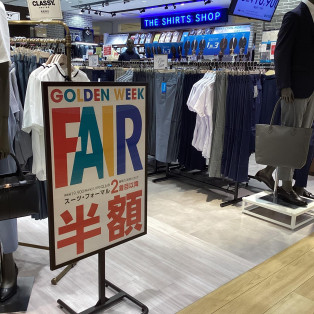 CLASSY.
THE SHIRTS SHOP
GOLDEN WEEK
FAIR
スーツ・フォーマル2着目以降
半額